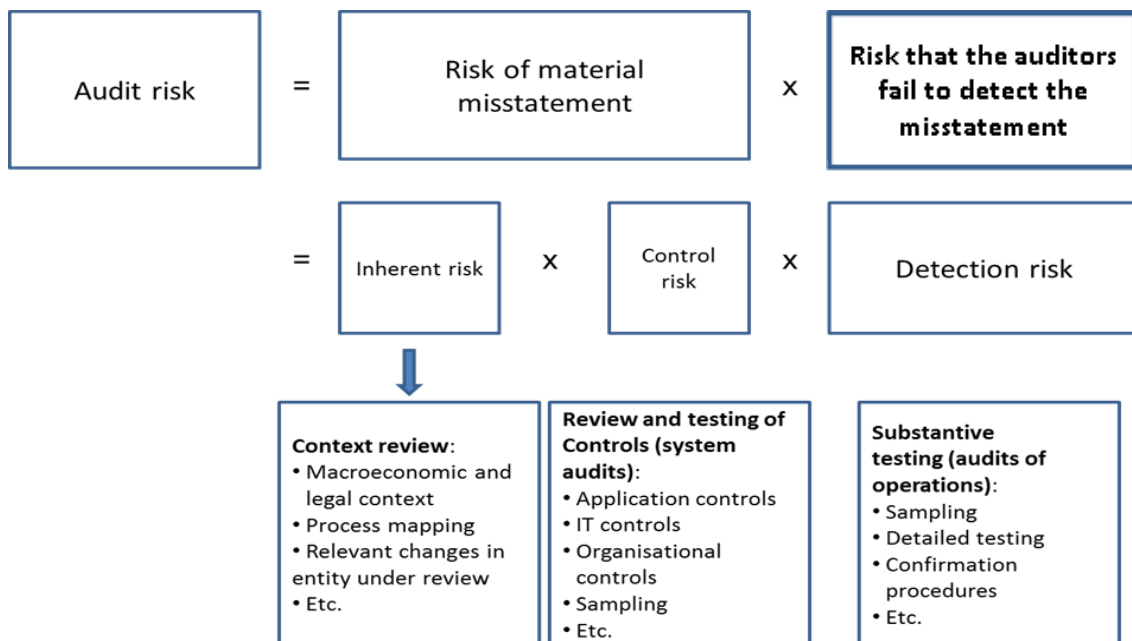 Audit risk
=
Risk of material
misstatement
x
Risk that the auditors
fail to detect the
misstatement
=
Inherent risk
x
Control
risk
x
Detection risk
Context review:
• Macroeconomic and
legal context
• Process mapping
• Relevant changes in
entity under review
• Etc.
Review and testing of
Controls (system
audits):
• Application controls
• IT controls
• Organisational
controls
• Sampling
• Etc.
Substantive
testing (audits of
operations):
• Sampling
• Detailed testing
• Confirmation
procedures
• Etc.